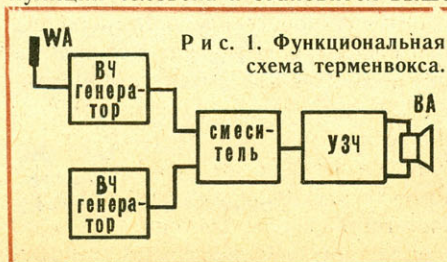 WA
Рис. 1. Функциональная
схема терменвокса.
ВЧ
генера-
тор
смеси-
тель
УЗЧ
ВА
ВЧ
генера-
тор